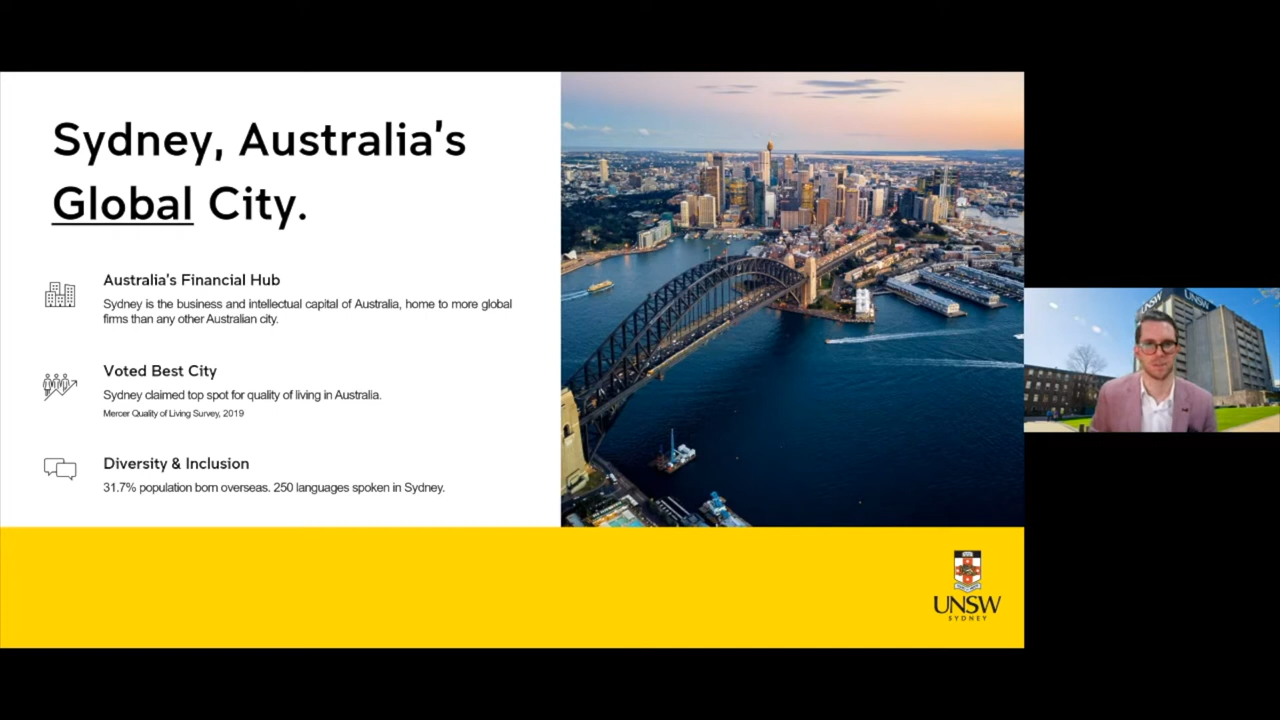 Sydney, Australia's
Global City.
Australia's Financial Hub
Sydney is the business and intellectual capital of Australia, home to more global
firms than any other Australian city.
Voted Best City
Sydney claimed top spot for quality of living in Australia.
Mercer Quality of Living Survey, 2019
Diversity & Inclusion
31.7% population born overseas. 250 languages spoken in Sydney.
UNSW
UNSW
UNSW
SYDNEY